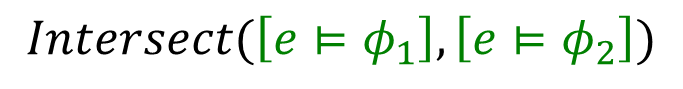 Intersect([e ⊨ ϕ₁], [e ⊨ ϕ₂])